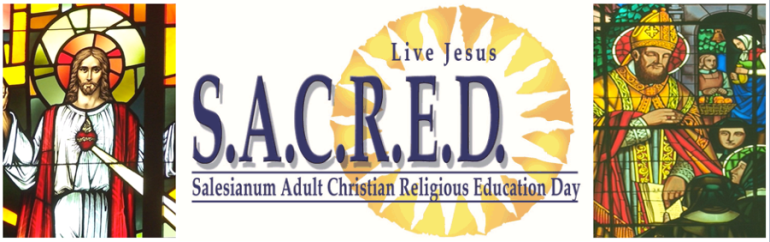 Live Jesus
S.A.C.R.E.D.
Salesianum Adult Christian Religious Education Day